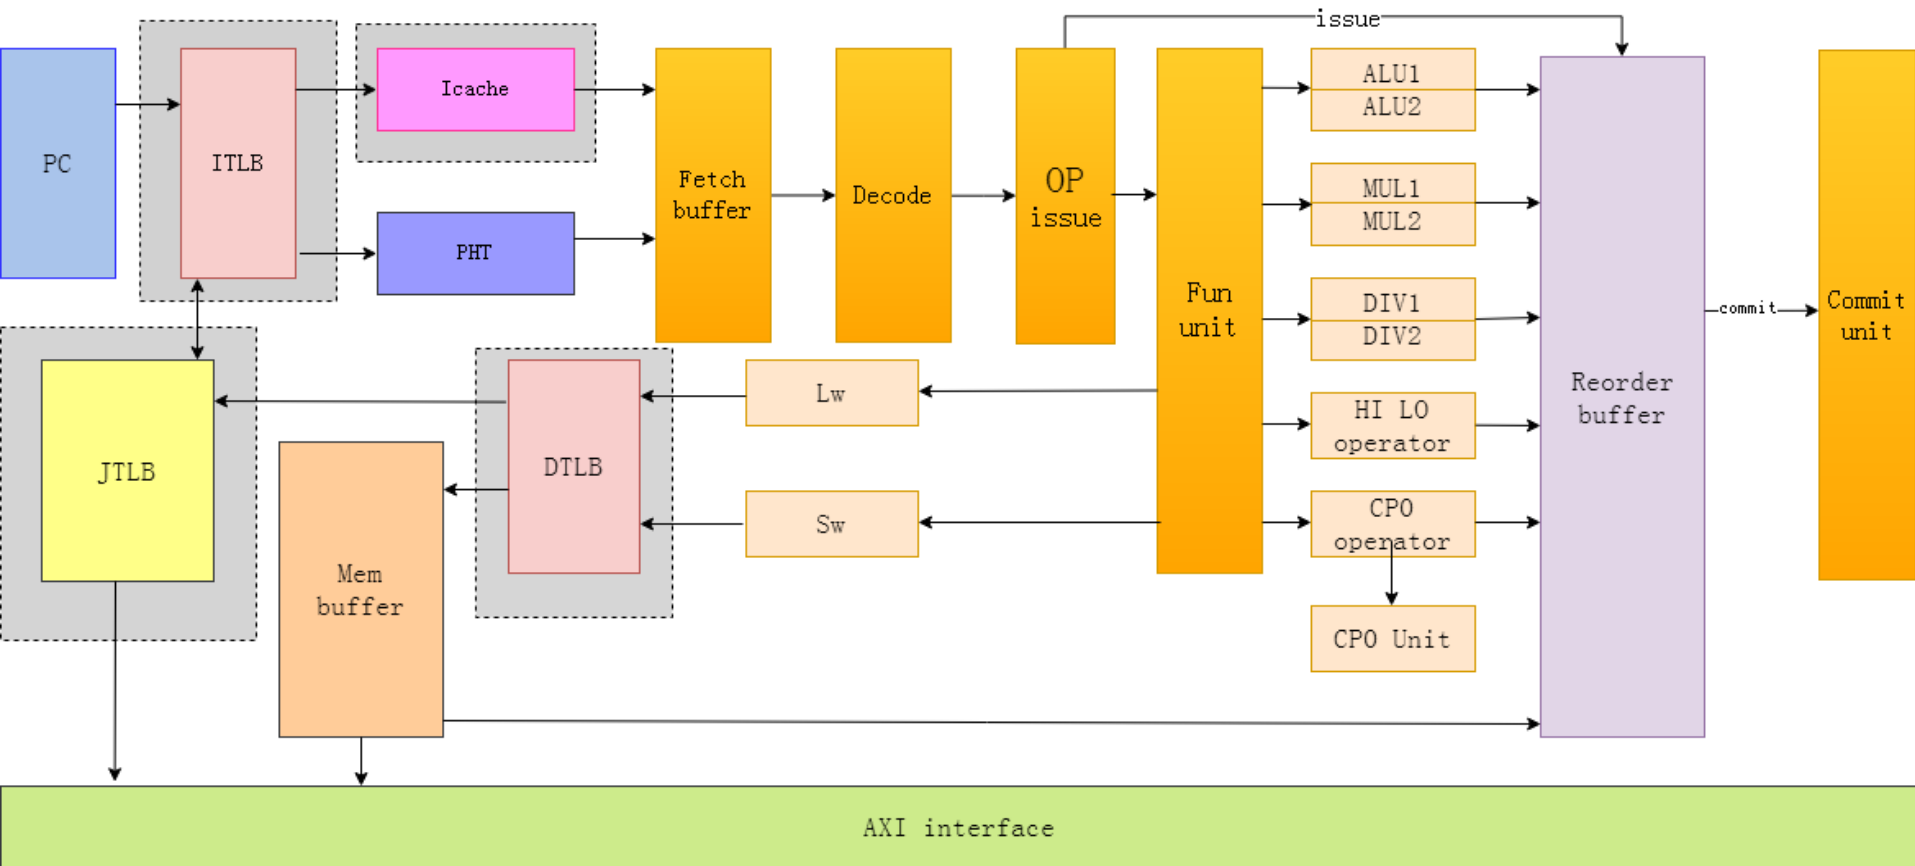 issue
PC
ITLB
Icache
PHT
Fetch
buffer
Decode
OP
issue
Fun
unit
ALU1
ALU2
MUL1
MUL2
DIV1
DIV2
HI LO
operator
CP0
operator
CP0 Unit
Reorder
buffer
commit
Commit
unit
JTLB
Mem
buffer
DTLB
Lw
Sw
AXI interface